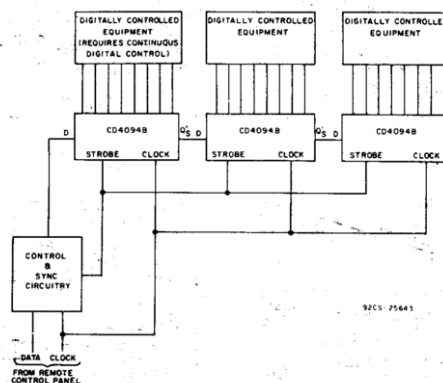 DIGITALLY CONTROLLED
EQUIPMENT
(REQUIRES CONTINUOUS
DIGITAL CONTROL)
DIGITALLY CONTROLLED
EQUIPMENT
DIGITALLY CONTROLLED
EQUIPMENT
D
CD4094B
STROBE
CLOCK
Q'S
D
CD4094B
STROBE
CLOCK
Q'S
D
CD4094B
STROBE
CLOCK
CONTROL
&
SYNC
CIRCUITRY
DATA
CLOCK
FROM REMOTE
CONTROL PANEL
92CS-25643